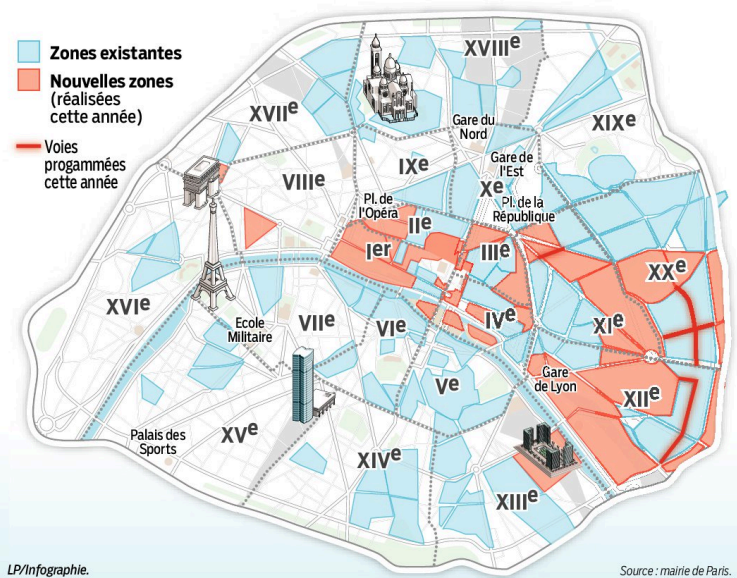 Zones existantes
Nouvelles zones
(réalisées
cette année)
Voies
progammées
cette année
XVIIIe
XVIIe
XIXe
Gare du
Nord
Gare de
l'Est
IXe
Xe
VIIIe
Pl. de
l'Opéra
Pl. de la
République
IIe
Ier
IIIe
XXe
XVIe
Ecole
Militaire
VIIe
VIe
IVe
XIe
Gare
de Lyon
Ve
XIIe
Palais des
Sports
XVe
XIVe
XIIIe
LP/Infographie.
Source : mairie de Paris.